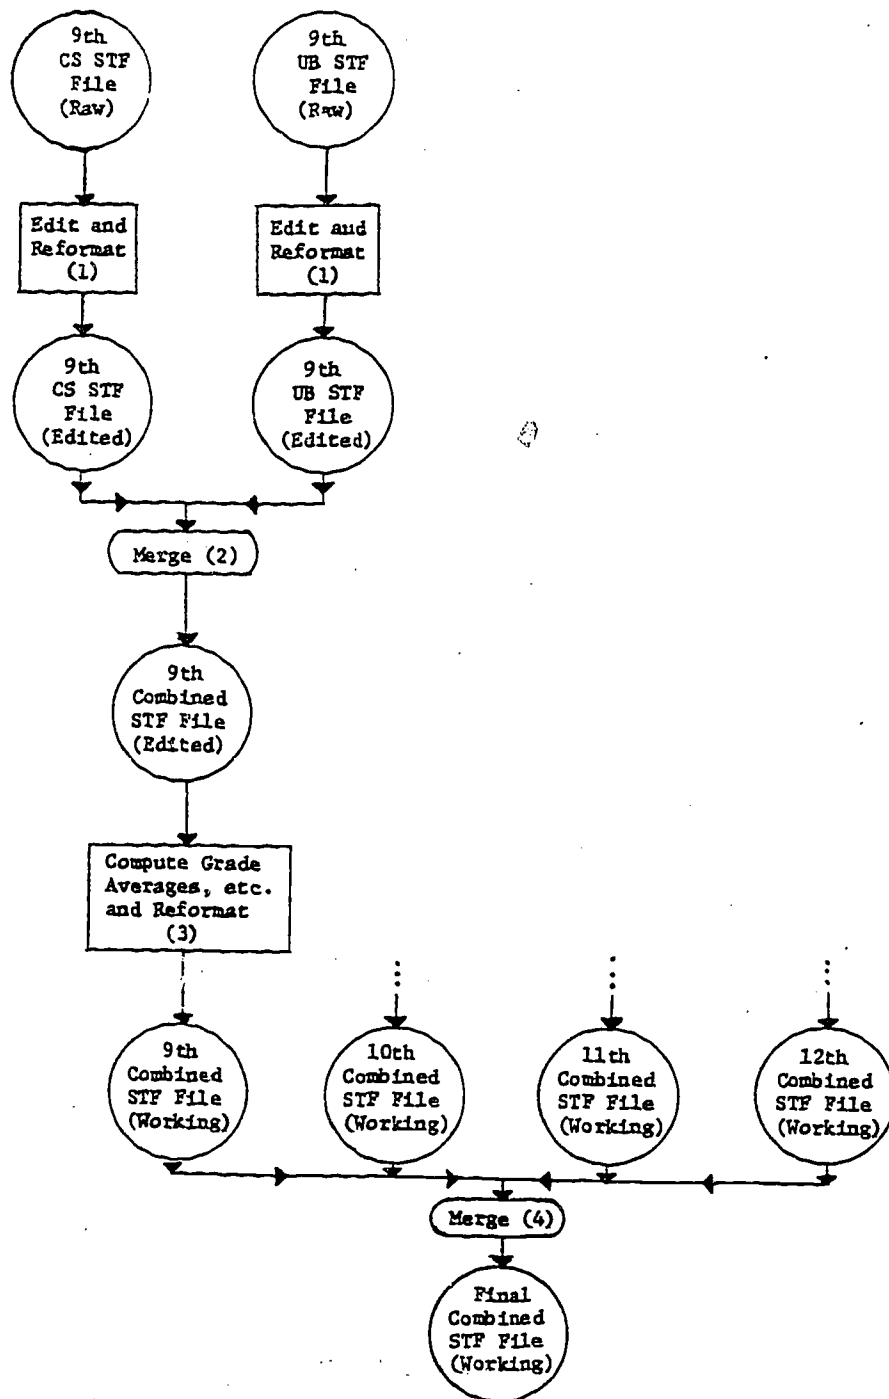 9th
CS STF
File
(Raw)
9th
UB STF
File
(Raw)
Edit and
Reformat
(1)
Edit and
Reformat
(1)
9th
CS STF
File
(Edited)
9th
UB STF
File
(Edited)
Merge (2)
9th
Combined
STF File
(Edited)
Compute Grade
Averages, etc.
and Reformat
(3)
9th
Combined
STF File
(Working)
10th
Combined
STF File
(Working)
11th
Combined
STF File
(Working)
12th
Combined
STF File
(Working)
Merge (4)
Final
Combined
STF File
(Working)